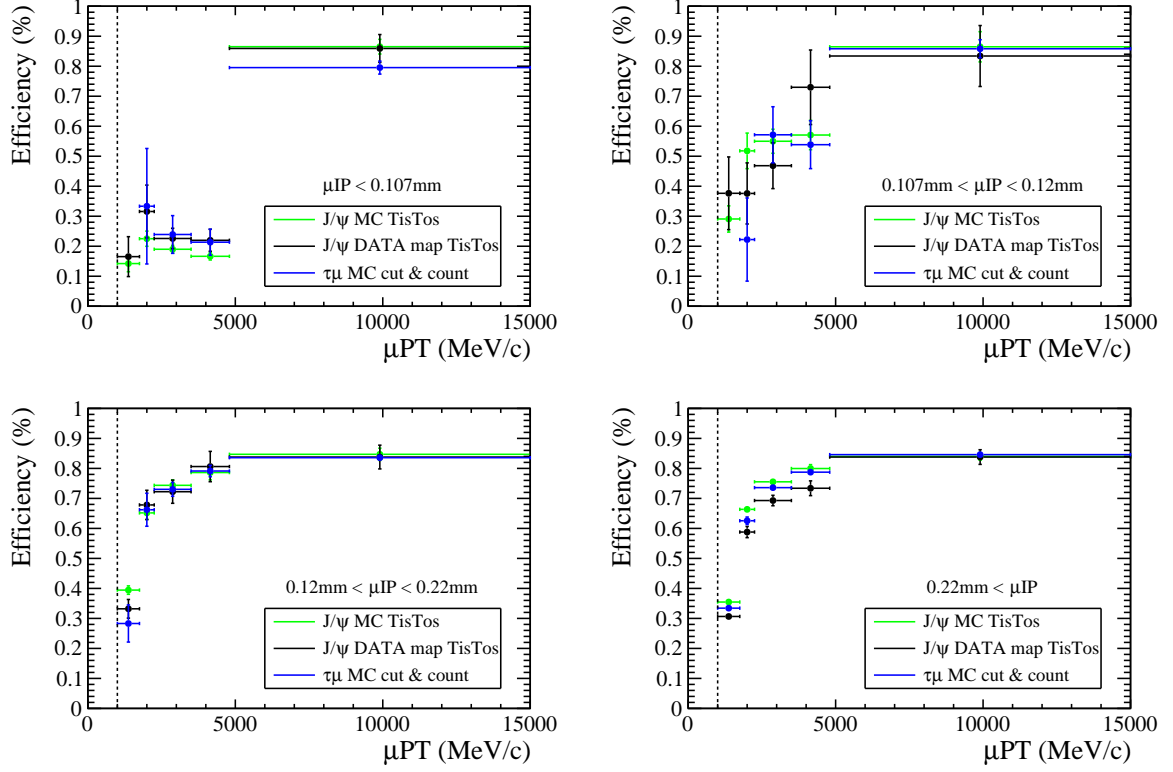 Efficiency (%)
1
0.9
0.8
0.7
0.6
0.5
0.4
0.3
0.2
0.1
0
μIP < 0.107mm
J/ψ MC TisTos
J/ψ DATA map TisTos
τμ MC cut & count
0 5000 10000 15000
μPT (MeV/c)
Efficiency (%)
1
0.9
0.8
0.7
0.6
0.5
0.4
0.3
0.2
0.1
0
0.107mm < μIP < 0.12mm
J/ψ MC TisTos
J/ψ DATA map TisTos
τμ MC cut & count
0 5000 10000 15000
μPT (MeV/c)
Efficiency (%)
1
0.9
0.8
0.7
0.6
0.5
0.4
0.3
0.2
0.1
0
0.12mm < μIP < 0.22mm
J/ψ MC TisTos
J/ψ DATA map TisTos
τμ MC cut & count
0 5000 10000 15000
μPT (MeV/c)
Efficiency (%)
1
0.9
0.8
0.7
0.6
0.5
0.4
0.3
0.2
0.1
0
0.22mm < μIP
J/ψ MC TisTos
J/ψ DATA map TisTos
τμ MC cut & count
0 5000 10000 15000
μPT (MeV/c)